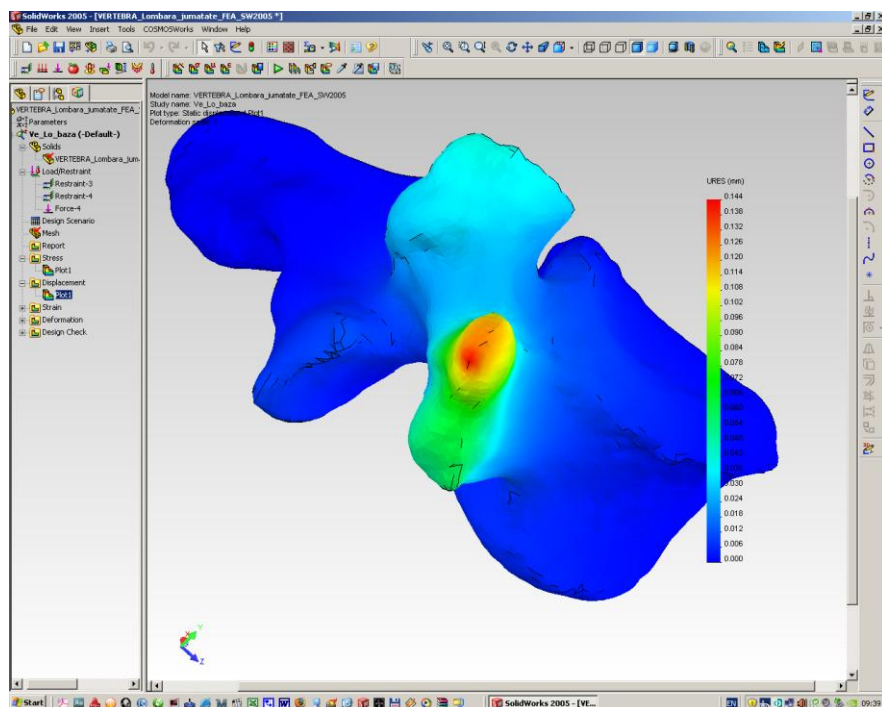 SolidWorks 2005 - [VERTEBRA_Lombara_jumatate_FEA_SW2005 *]
File Edit View Insert Tools COSMOSWorks Window Help
VERTEBRA_Lombara_jumatate_FEA_
Parameters
Ve_Lo_baza (-Default-)
Solids
VERTEBRA_Lombara_jum
Load/Restraint
Restraint-3
Restraint-4
Force-4
Design Scenario
Mesh
Report
Stress
Plot1
Displacement
Plot1
Strain
Deformation
Design Check
Model name: VERTEBRA_Lombara_jumatate_FEA_SW2005
Study name: Ve_Lo_baza
Plot type: Static Plot1
Deformation
URES (mm)
0.144
0.138
0.126
0.120
0.114
0.108
0.102
0.096
0.090
0.084
0.078
0.072
0.030
0.024
0.018
0.012
0.006
0.000
Y
Z
Start
SolidWorks 2005 - [VE...
EN
09:39